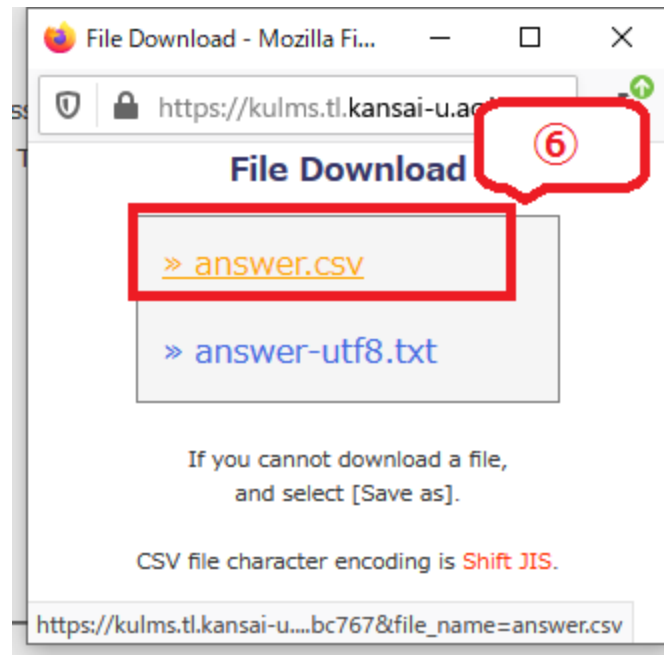 File Download - Mozilla Fi...
https://kulms.tl.kansai-u.ac
⑥
File Download
» answer.csv
» answer-utf8.txt
If you cannot download a file,
and select [Save as].
CSV file character encoding is Shift JIS.
https://kulms.tl.kansai-u....bc767&file_name=answer.csv